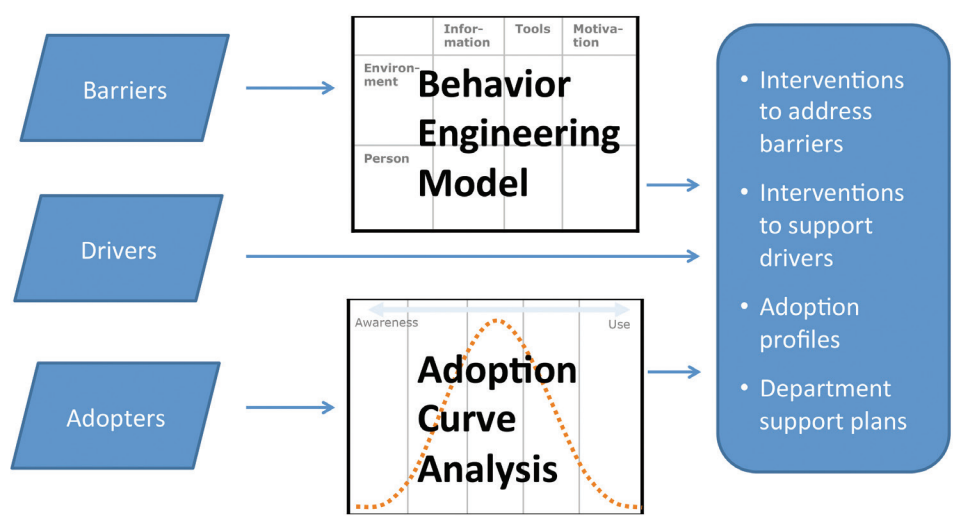 Barriers
Drivers
Adopters
Infor-
mation
Tools
Motiva-
tion
Environ-
ment
Person
Behavior
Engineering
Model
Awareness
Use
Adoption
Curve
Analysis
• Interventions
to address
barriers
• Interventions
to support
drivers
• Adoption
profiles
• Department
support plans